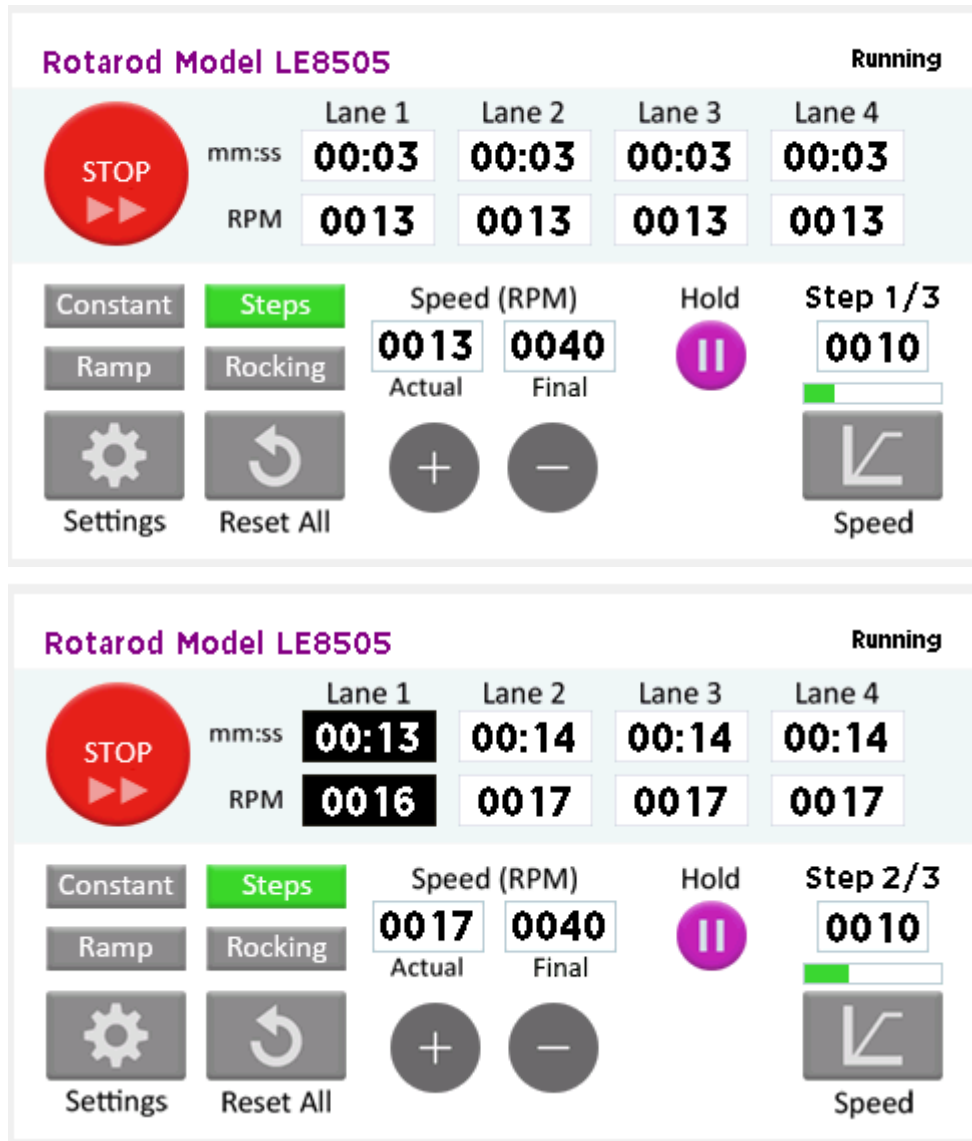 Rotarod Model LE8505 Running
Lane 1 Lane 2 Lane 3 Lane 4
STOP
mm:ss 00:03 00:03 00:03 00:03
RPM 0013 0013 0013 0013
Constant Steps
Ramp Rocking
Settings Reset All
Speed (RPM)
0013 0040
Actual Final
Hold
Step 1/3
0010
Speed
Rotarod Model LE8505 Running
Lane 1 Lane 2 Lane 3 Lane 4
STOP
mm:ss 00:13 00:14 00:14 00:14
RPM 0016 0017 0017 0017
Constant Steps
Ramp Rocking
Settings Reset All
Speed (RPM)
0017 0040
Actual Final
Hold
Step 2/3
0010
Speed